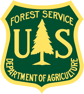 FOREST SERVICE
U S
DEPARTMENT OF AGRICULTURE